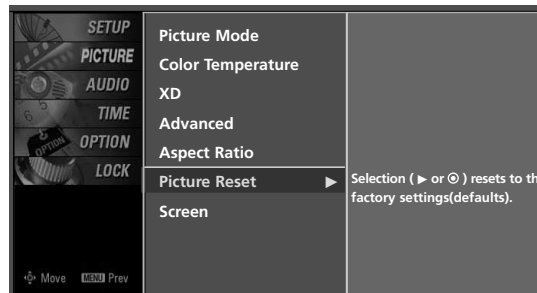 SETUP
PICTURE
AUDIO
TIME
OPTION
LOCK
Move MENU Prev
Picture Mode
Color Temperature
XD
Advanced
Aspect Ratio
Picture Reset ▶
Screen
Selection ( ▶ or ⊙ ) resets to th
factory settings(defaults).